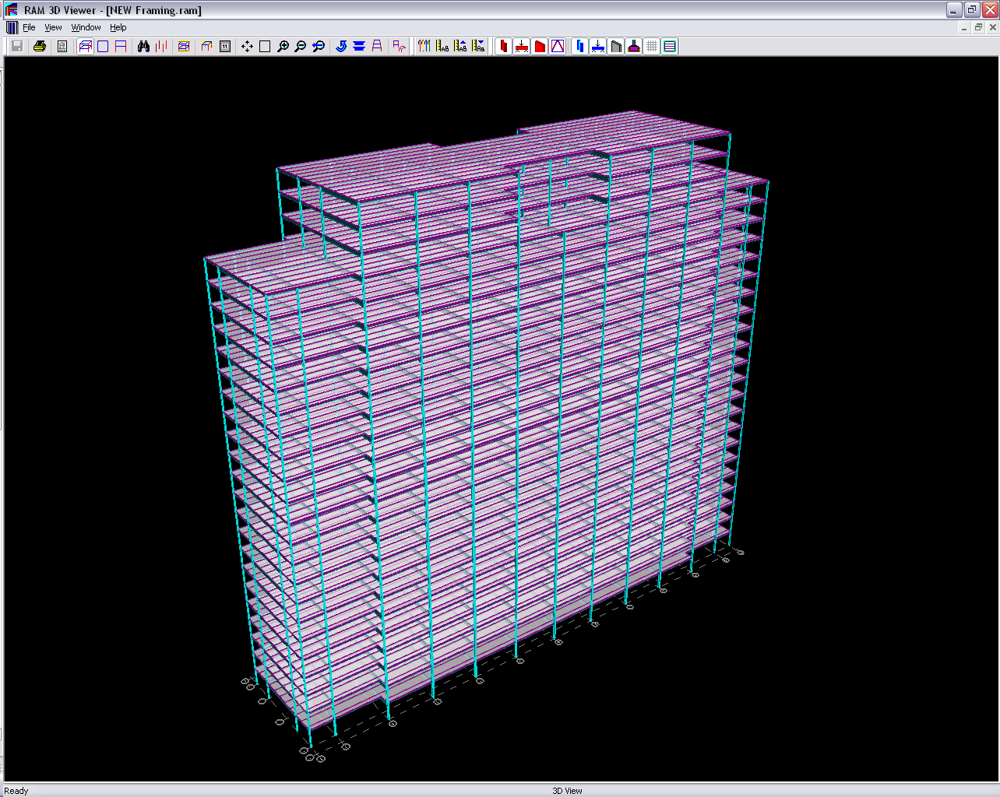 RAM 3D Viewer - [NEW Framing.ram]
File View Window Help
Ready 3D View